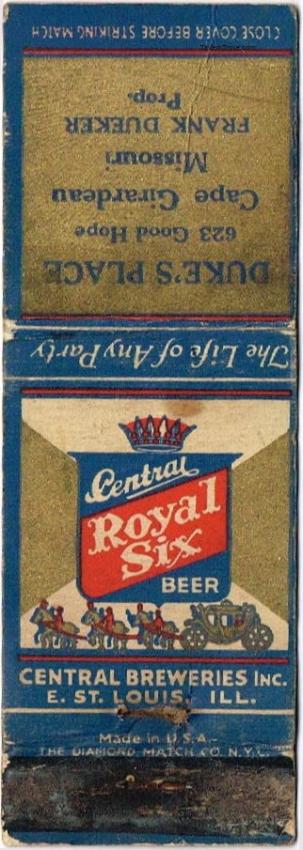 CLOSE COVER BEFORE STRIKING MATCH
DUKE'S PLACE
623 Good Hope
Cape Girardeau
Missouri
FRANK DUEKER
Prop.
The Life of Any Party
Central
Royal
Six
BEER
CENTRAL BREWERIES INC.
E. ST. LOUIS, ILL.
Made in U.S.A.
THE DIAMOND MATCH CO. N.Y.C.